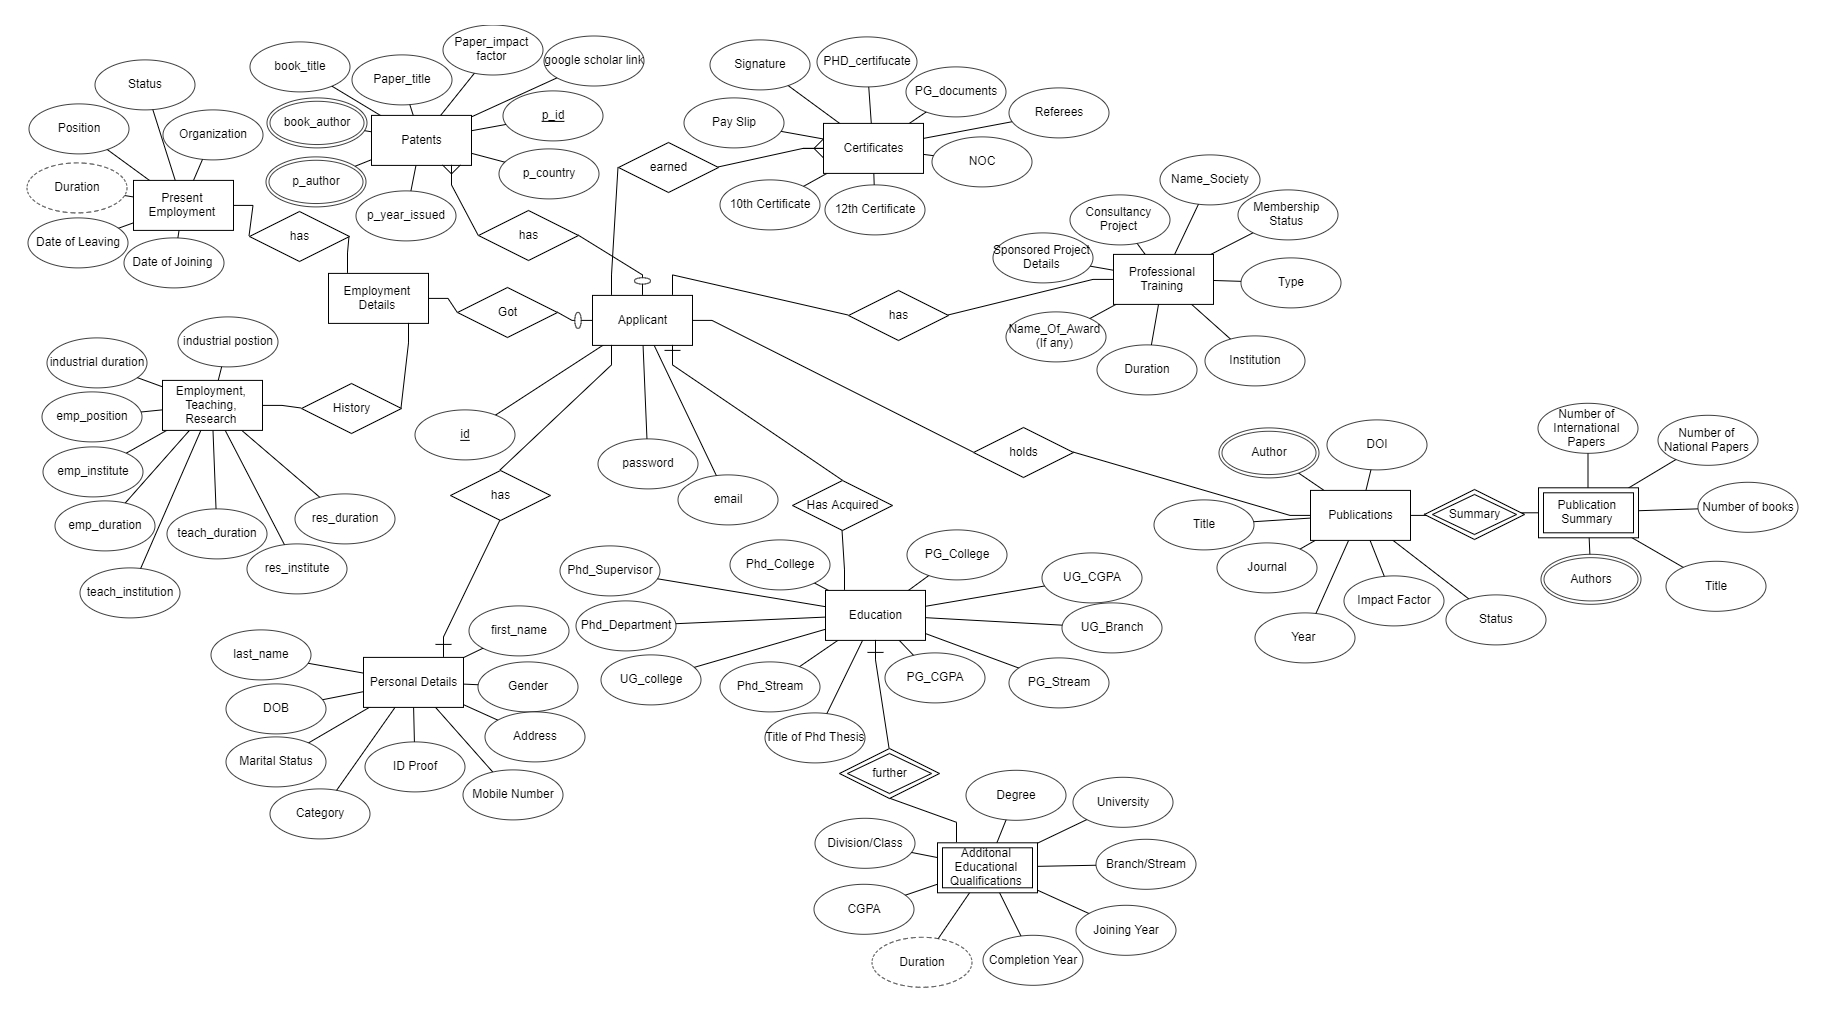 Paper_impact
factor
book_title
Paper_title
google scholar link
Status
book_author
p_id
Patents
Position
Organization
p_author
p_country
Duration
p_year_issued
Present
Employment
has
has
Date of Leaving
Date of Joining
Signature
PHD_certifucate
PG_documents
Referees
Pay Slip
Certificates
NOC
earned
10th Certificate
12th Certificate
Name_Society
Consultancy
Project
Membership
Status
Sponsored Project
Details
Professional
Training
Type
Name_Of_Award
(If any)
Duration
Institution
has
Employment
Details
Got
Applicant
industrial postion
industrial duration
Employment,
Teaching,
Research
History
emp_position
emp_institute
emp_duration
teach_duration
res_duration
res_institute
teach_institution
id
password
email
has
Has Acquired
holds
Author
DOI
Title
Publications
Summary
Journal
Year
Impact Factor
Status
Number of
International
Papers
Number of
National Papers
Publication
Summary
Number of books
Authors
Title
Phd_Supervisor
Phd_College
PG_College
UG_CGPA
Phd_Department
Education
UG_Branch
UG_college
Phd_Stream
PG_CGPA
PG_Stream
Title of Phd Thesis
further
first_name
last_name
Personal Details
Gender
DOB
Address
Marital Status
ID Proof
Mobile Number
Category
Degree
University
Division/Class
Additonal
Educational
Qualifications
Branch/Stream
CGPA
Joining Year
Duration
Completion Year